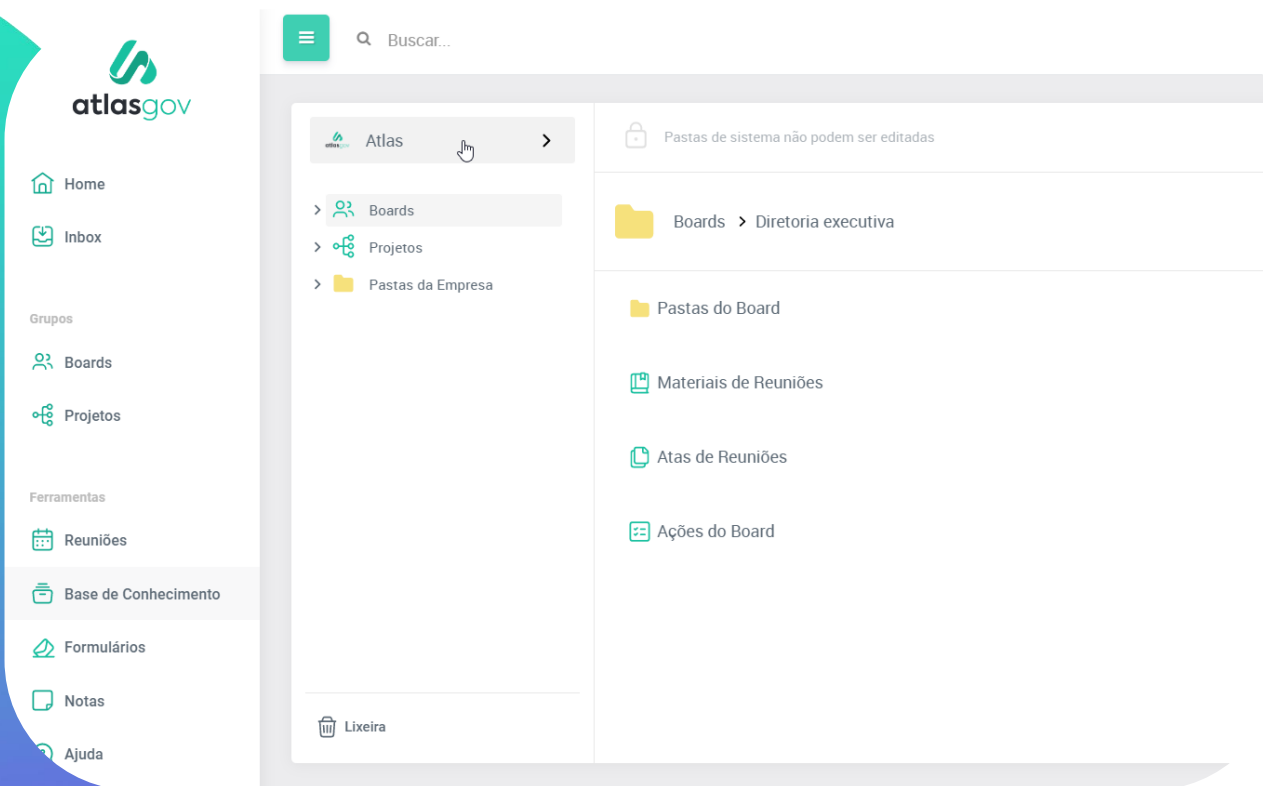 atlasgov
Home
Inbox
Grupos
Boards
Projetos
Ferramentas
Reuniões
Base de Conhecimento
Formulários
Notas
Ajuda
Buscar...
Atlas
Boards
Projetos
Pastas da Empresa
Lixeira
Pastas de sistema não podem ser editadas
Boards > Diretoria executiva
Pastas do Board
Materiais de Reuniões
Atas de Reuniões
Ações do Board